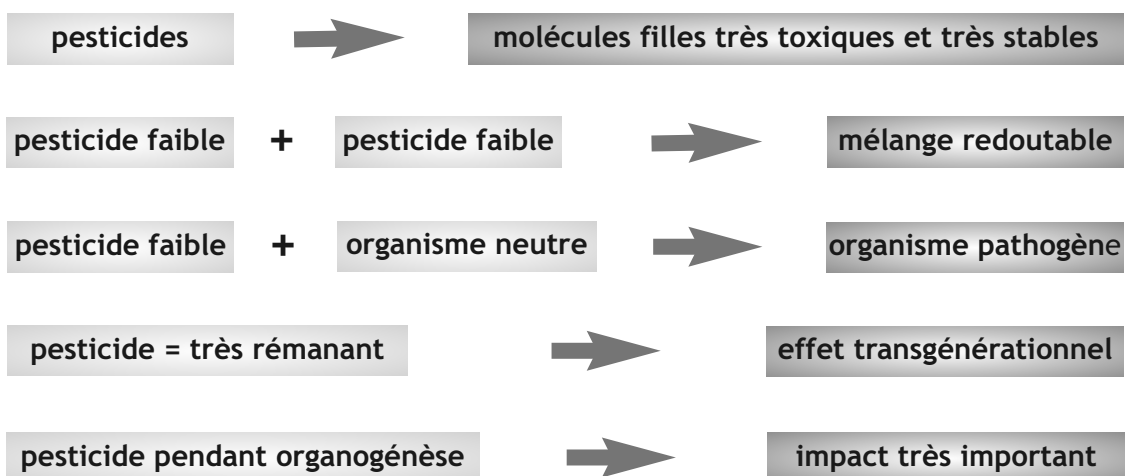 pesticides molécules filles très toxiques et très stables
pesticide faible + pesticide faible mélange redoutable
pesticide faible + organisme neutre organisme pathogène
pesticide = très rémanant effet transgénérationnel
pesticide pendant organogénèse impact très important